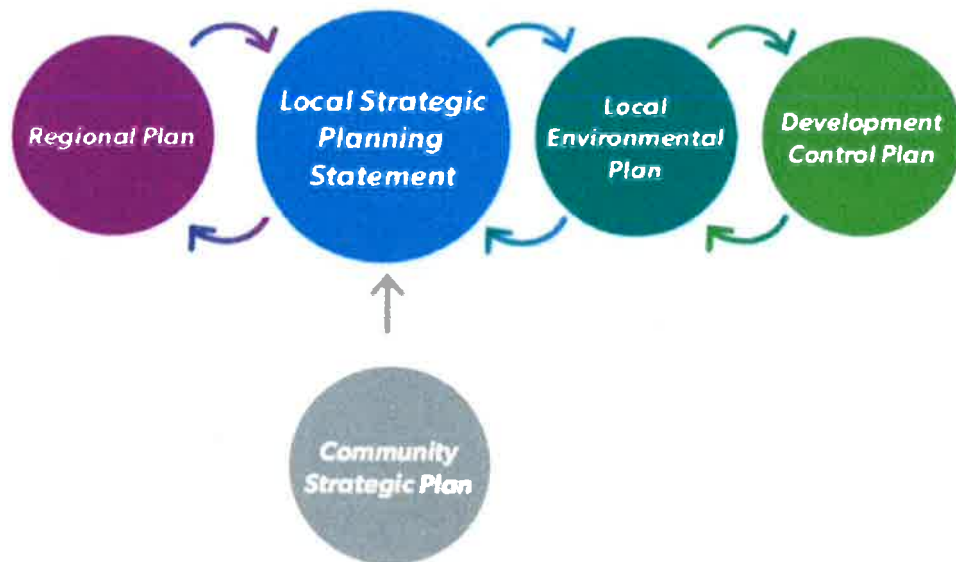 Regional Plan
Local Strategic
Planning
Statement
Local
Environmental
Plan
Development
Control Plan
Community
Strategic Plan